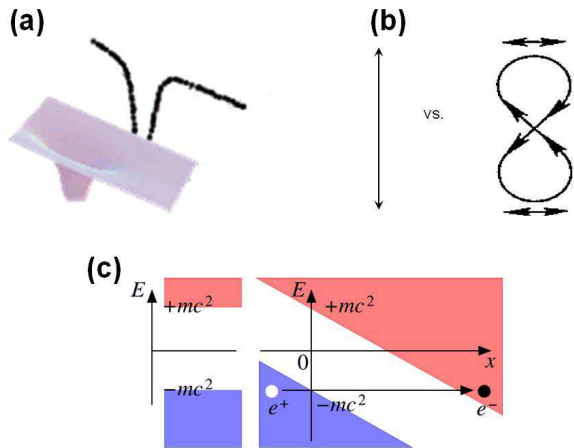 (a)
(b)
vs.
(c)
E
+mc²
−mc²
E
+mc²
0
x
e⁺
−mc²
e⁻